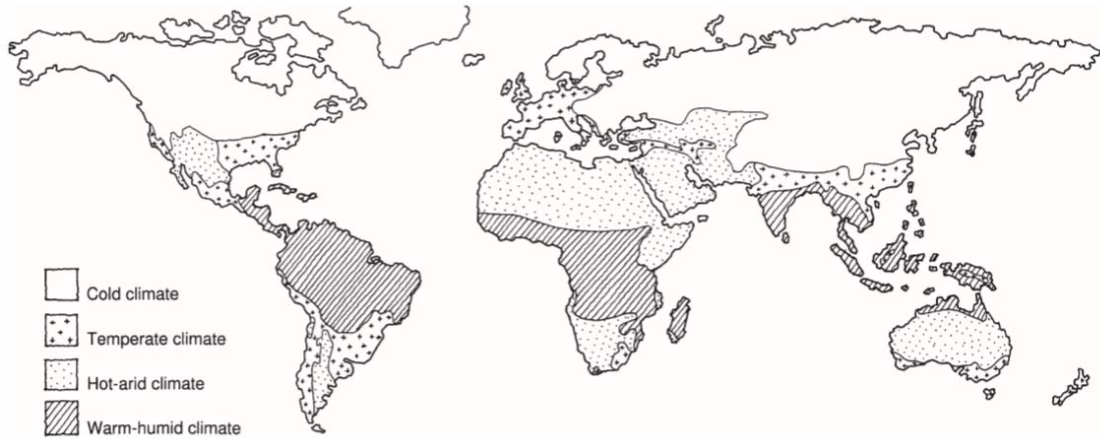 Cold climate
Temperate climate
Hot-arid climate
Warm-humid climate